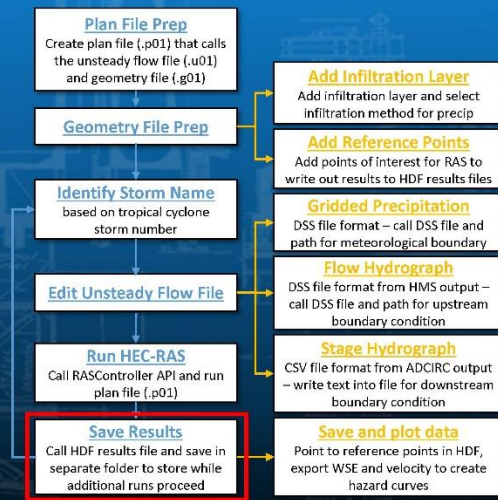 Plan File Prep
Create plan file (.p01) that calls
the unsteady flow file (.u01)
and geometry file (.g01)
Geometry File Prep
Identify Storm Name
based on tropical cyclone
storm number
Edit Unsteady Flow File
Run HEC-RAS
Call RASController API and run
plan file (.p01)
Save Results
Call HDF results file and save in
separate folder to store while
additional runs proceed
Add Infiltration Layer
Add infiltration layer and select
infiltration method for precip
Add Reference Points
Add points of interest for RAS to
write out results to HDF results files
Gridded Precipitation
DSS file format – call DSS file and
path for meteorological boundary
Flow Hydrograph
DSS file format from HMS output –
call DSS file and path for upstream
boundary condition
Stage Hydrograph
CSV file format from ADCIRC output
– write text into file for downstream
boundary condition
Save and plot data
Point to reference points in HDF,
export WSE and velocity to create
hazard curves